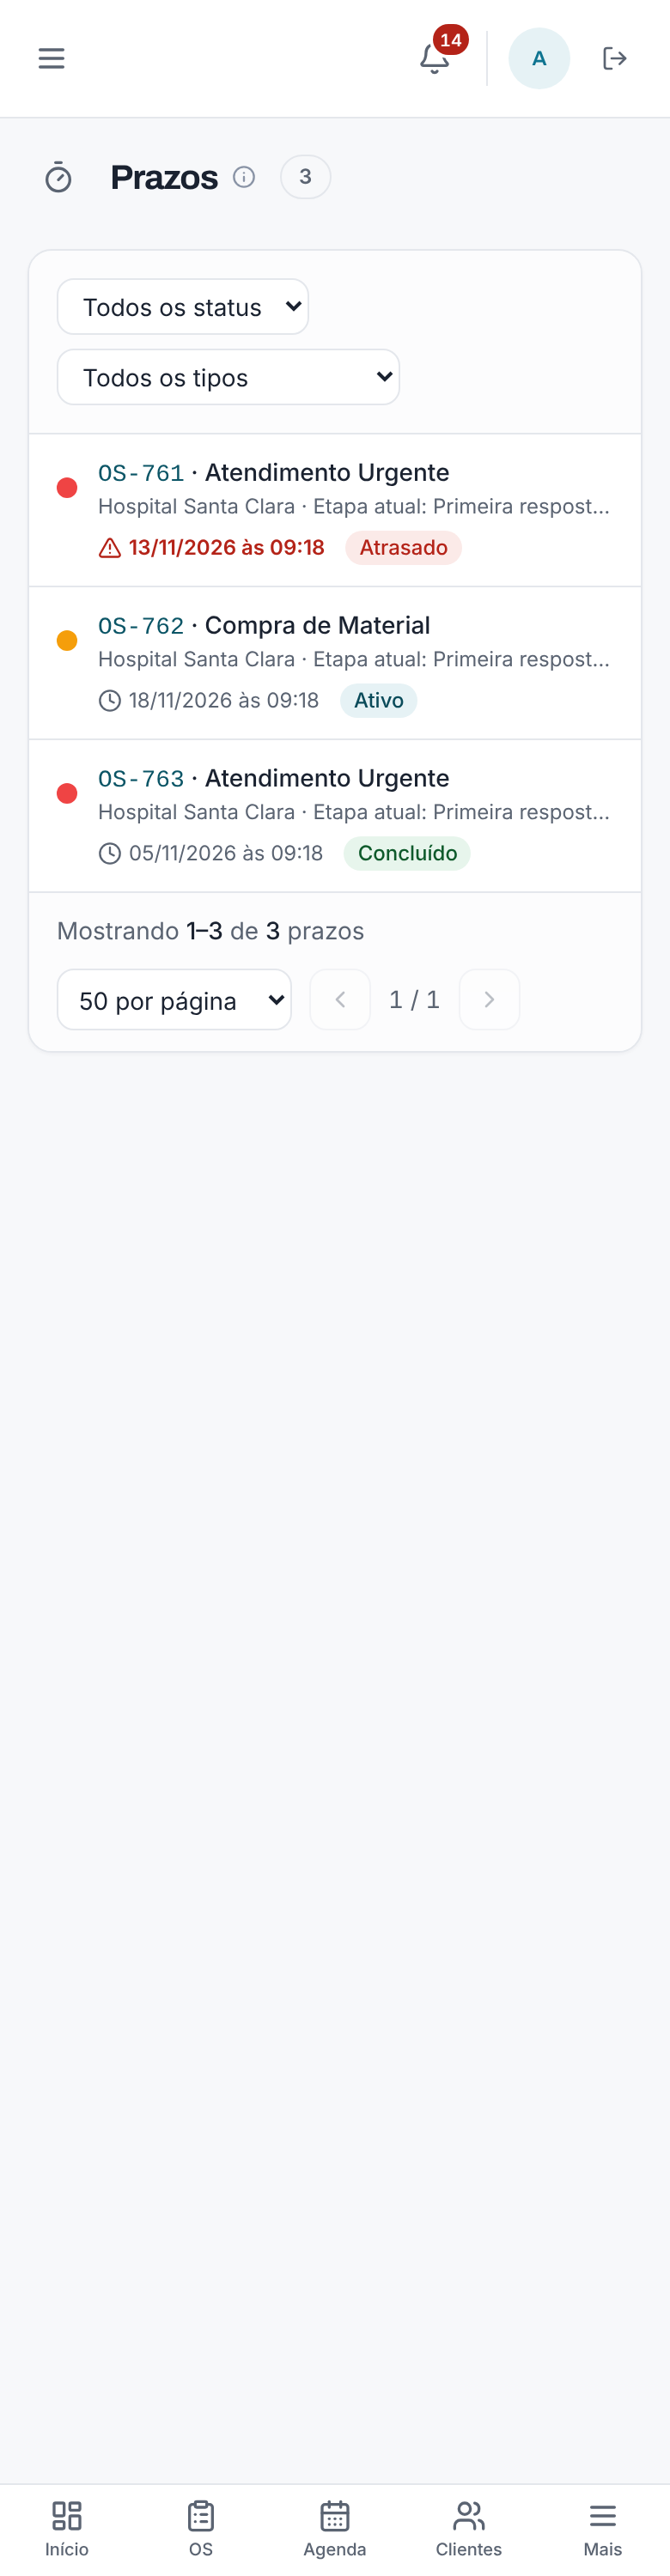 14
A
Prazos
3
Todos os status
Todos os tipos
OS-761 · Atendimento Urgente
Hospital Santa Clara · Etapa atual: Primeira respost...
13/11/2026 às 09:18 Atrasado
OS-762 · Compra de Material
Hospital Santa Clara · Etapa atual: Primeira respost...
18/11/2026 às 09:18 Ativo
OS-763 · Atendimento Urgente
Hospital Santa Clara · Etapa atual: Primeira respost...
05/11/2026 às 09:18 Concluído
Mostrando 1–3 de 3 prazos
50 por página 1 / 1
Início OS Agenda Clientes Mais